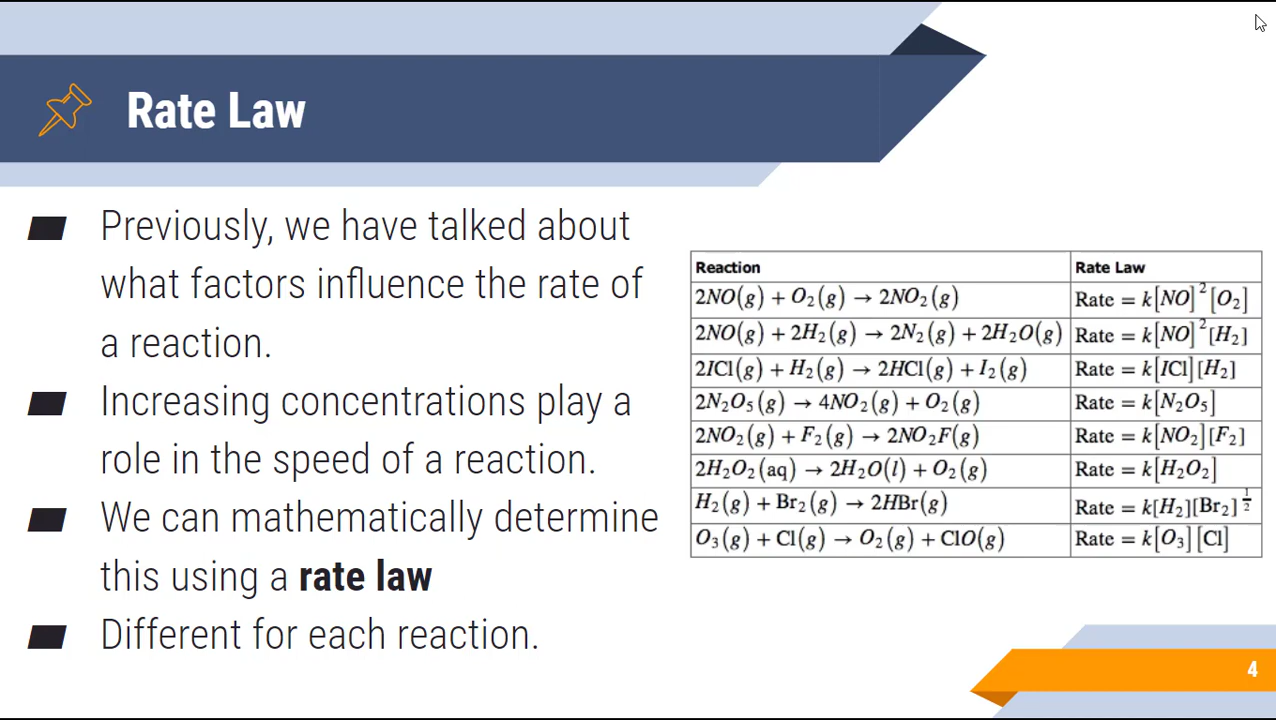 Rate Law
Previously, we have talked about
what factors influence the rate of
a reaction.
Increasing concentrations play a
role in the speed of a reaction.
We can mathematically determine
this using a rate law
Different for each reaction.
Reaction Rate Law
2NO(g) + O₂(g) → 2NO₂(g) Rate = k[NO]²[O₂]
2NO(g) + 2H₂(g) → 2N₂(g) + 2H₂O(g) Rate = k[NO]²[H₂]
2ICl(g) + H₂(g) → 2HCl(g) + I₂(g) Rate = k[ICl][H₂]
2N₂O₅(g) → 4NO₂(g) + O₂(g) Rate = k[N₂O₅]
2NO₂(g) + F₂(g) → 2NO₂F(g) Rate = k[NO₂][F₂]
2H₂O₂(aq) → 2H₂O(l) + O₂(g) Rate = k[H₂O₂]
H₂(g) + Br₂(g) → 2HBr(g) Rate = k[H₂][Br₂]^½
O₃(g) + Cl(g) → O₂(g) + ClO(g) Rate = k[O₃][Cl]
4